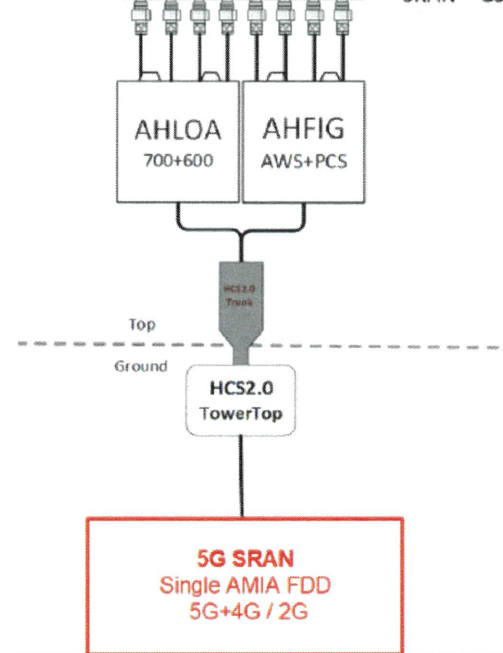 AHLOA
700+600
AHFIG
AWS+PCS
HCS2.0
Trunk
Top
Ground
HCS2.0
TowerTop
5G SRAN
Single AMIA FDD
5G+4G / 2G